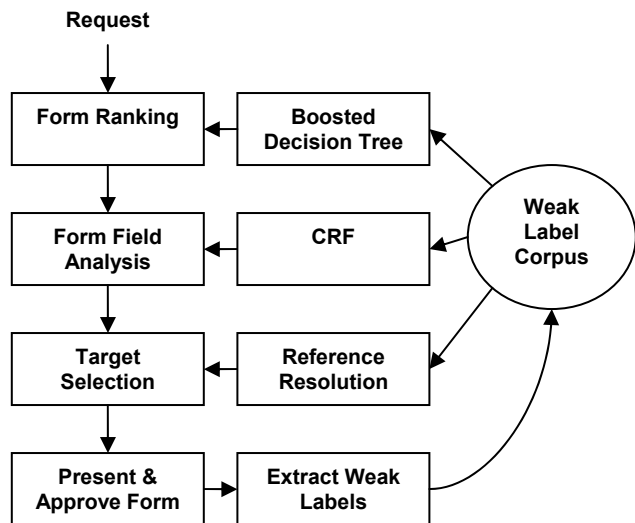 Request
Form Ranking
Boosted
Decision Tree
Weak
Label
Corpus
Form Field
Analysis
CRF
Target
Selection
Reference
Resolution
Present &
Approve Form
Extract Weak
Labels